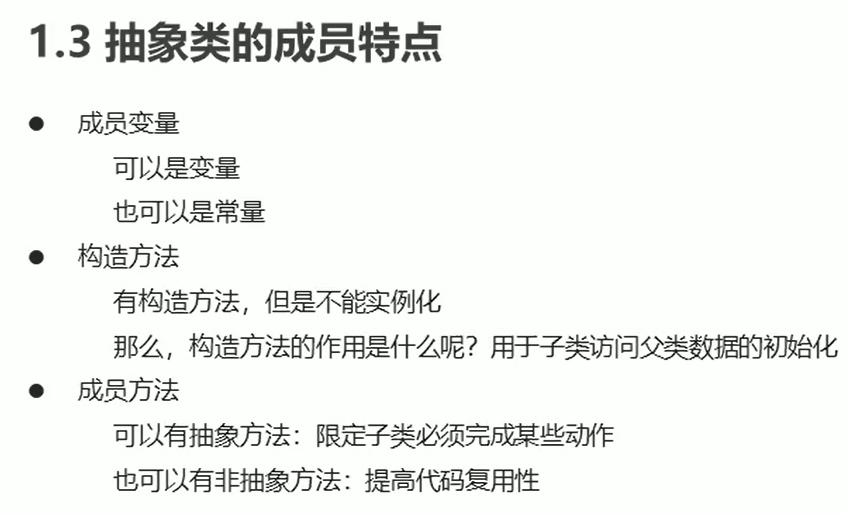 1.3 抽象类的成员特点
● 成员变量
可以是变量
也可以是常量
● 构造方法
有构造方法，但是不能实例化
那么，构造方法的作用是什么呢？用于子类访问父类数据的初始化
● 成员方法
可以有抽象方法：限定子类必须完成某些动作
也可以有非抽象方法：提高代码复用性